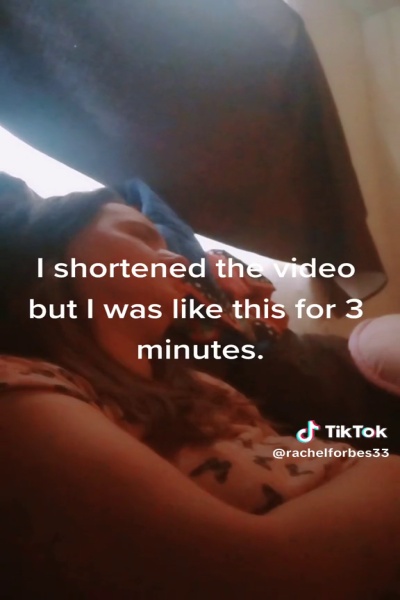 I shortened the video
but I was like this for 3
minutes.
TikTok
@rachelforbes33